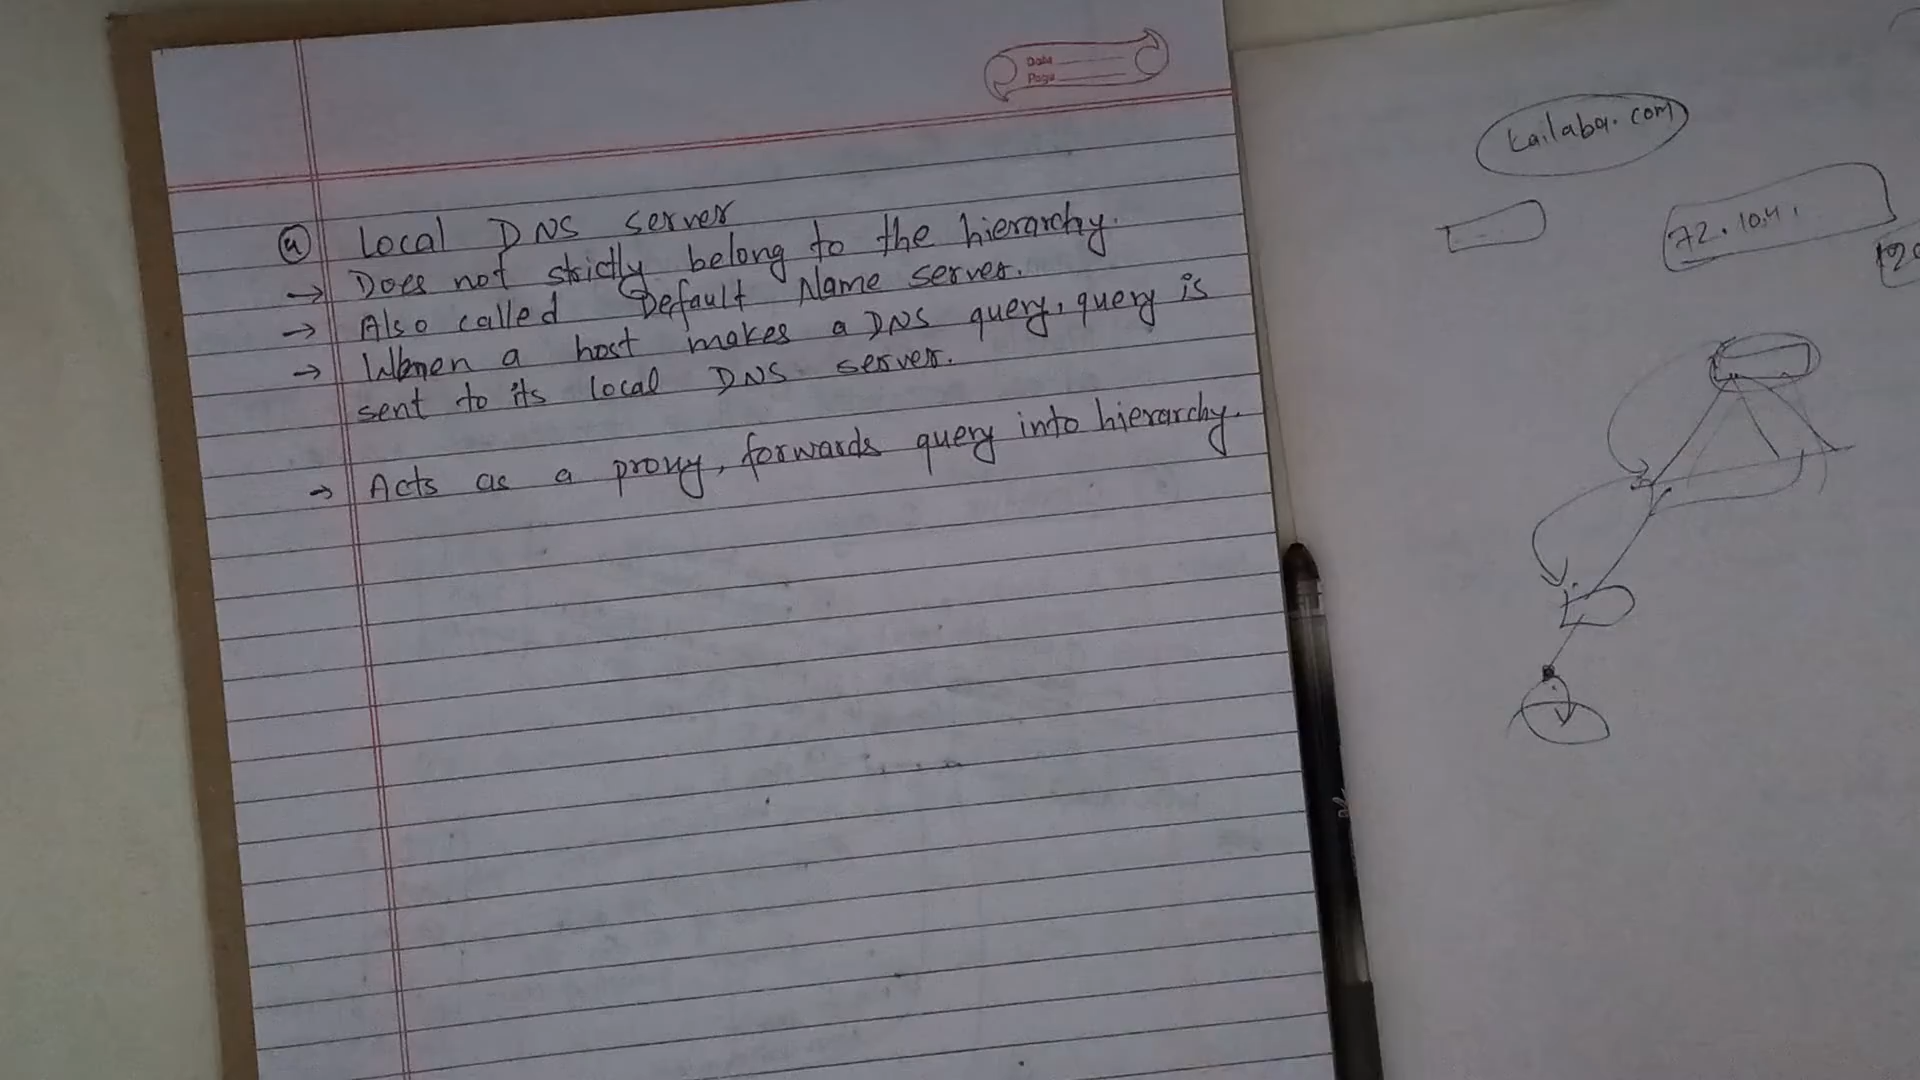 Date
Page
④ Local DNS server
→ Does not strictly belong to the hierarchy.
→ Also called Default Name server.
→ When a host makes a DNS query, query is
sent to its local DNS server.
→ Acts as a proxy, forwards query into hierarchy.
kailaba.com
72.104.